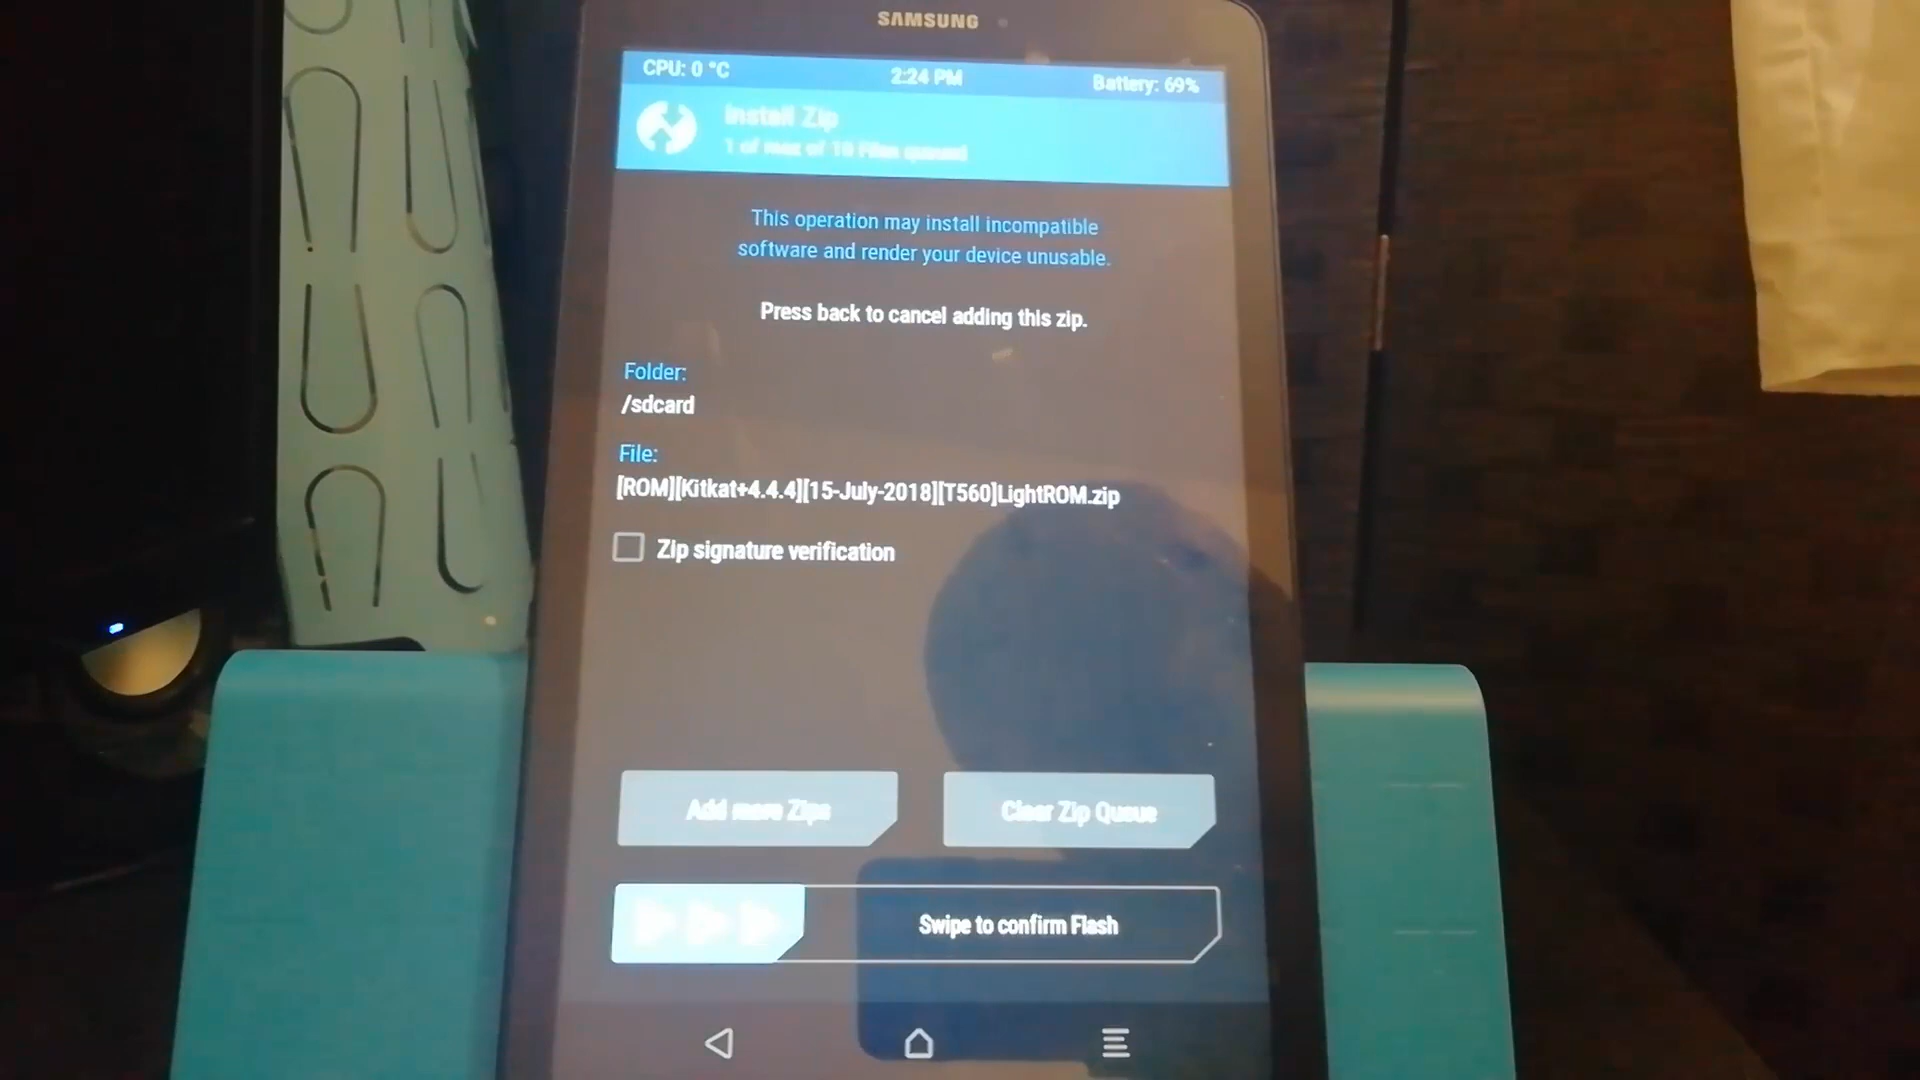 SAMSUNG
CPU: 0 °C
2:24 PM
Battery: 69%
Install Zip
1 of max of 10 Files queued
This operation may install incompatible
software and render your device unusable.
Press back to cancel adding this zip.
Folder:
/sdcard
File:
[ROM][Kitkat+4.4.4][15-July-2018][T560]LightROM.zip
Zip signature verification
Add more Zips
Clear Zip Queue
Swipe to confirm Flash